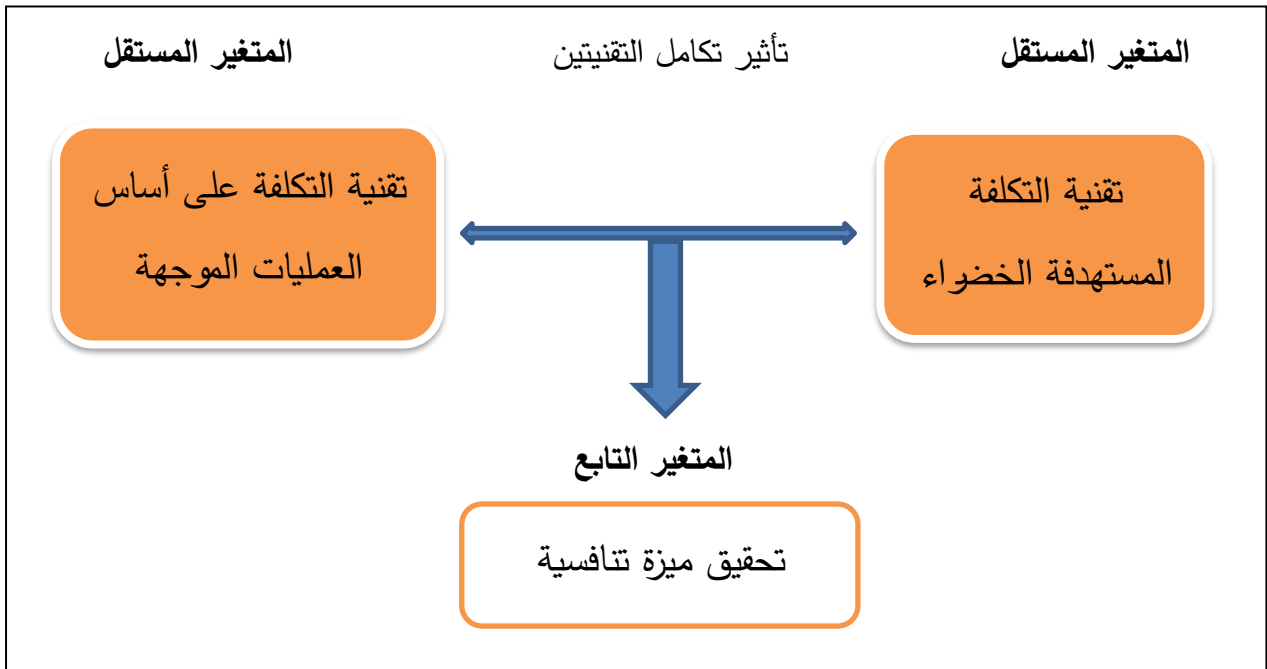 المتغير المستقل
تأثير تكامل التقنيتين
المتغير المستقل
تقنية التكلفة
المستهدفة الخضراء
تقنية التكلفة على أساس
العمليات الموجهة
المتغير التابع
تحقيق ميزة تنافسية